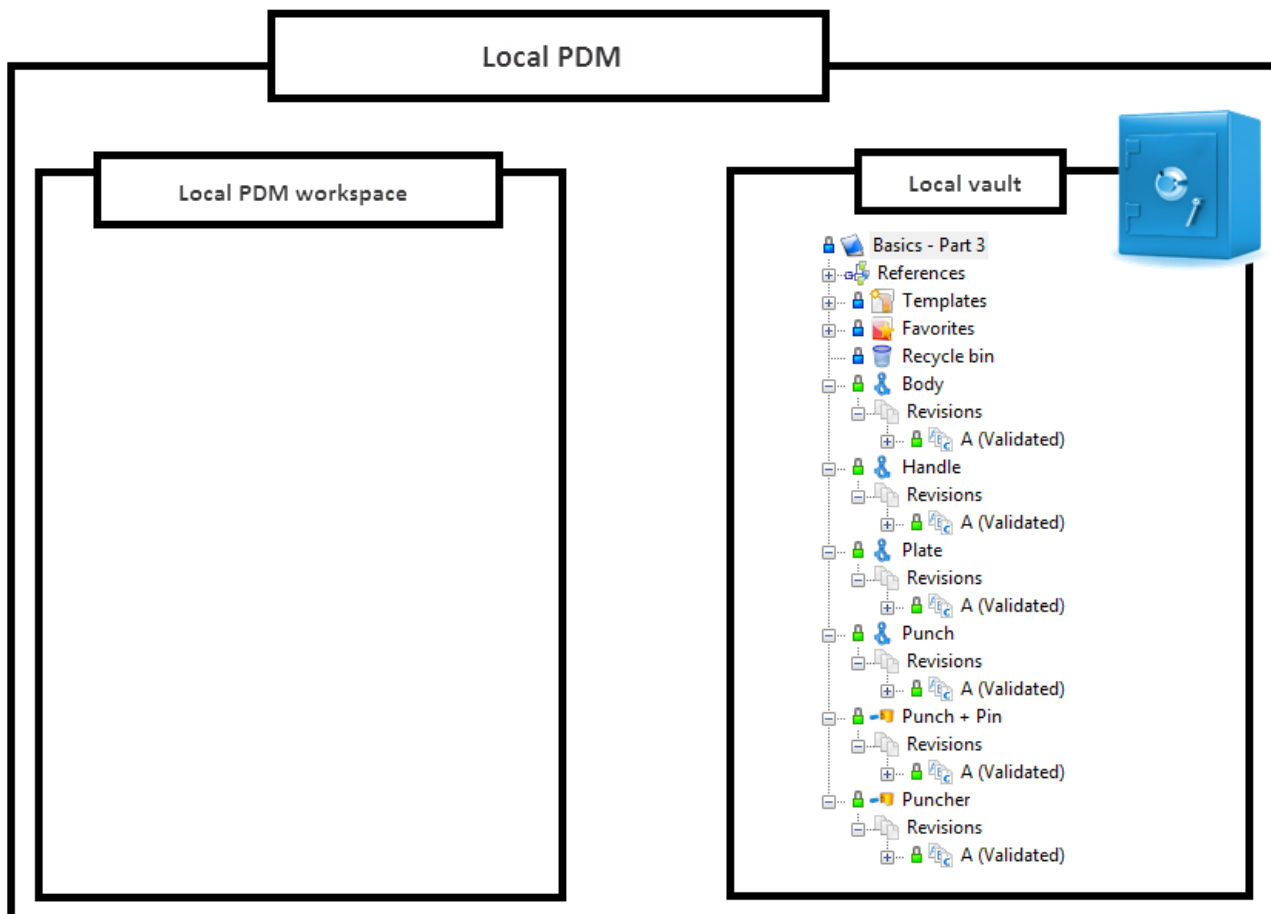 Local PDM
Local PDM workspace
Local vault
Basics - Part 3
References
Templates
Favorites
Recycle bin
Body
Revisions
A (Validated)
Handle
Revisions
A (Validated)
Plate
Revisions
A (Validated)
Punch
Revisions
A (Validated)
Punch + Pin
Revisions
A (Validated)
Puncher
Revisions
A (Validated)